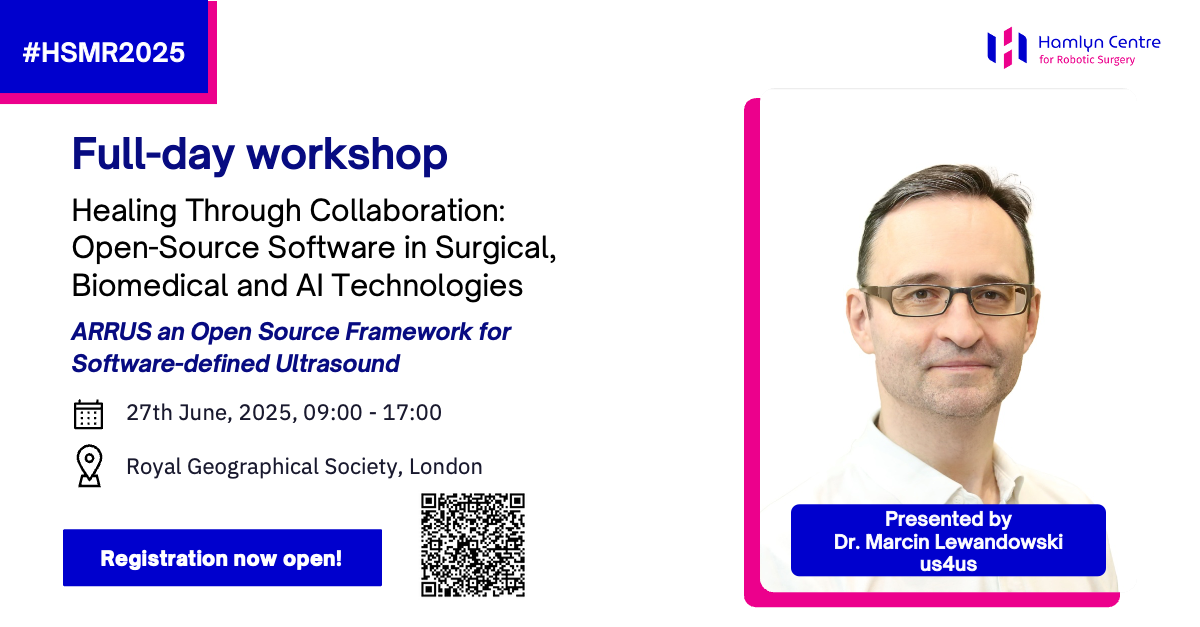 #HSMR2025
Hamlyn Centre
for Robotic Surgery
Full-day workshop
Healing Through Collaboration:
Open-Source Software in Surgical,
Biomedical and AI Technologies
ARRUS an Open Source Framework for
Software-defined Ultrasound
27th June, 2025, 09:00 - 17:00
Royal Geographical Society, London
Registration now open!
Presented by
Dr. Marcin Lewandowski
us4us